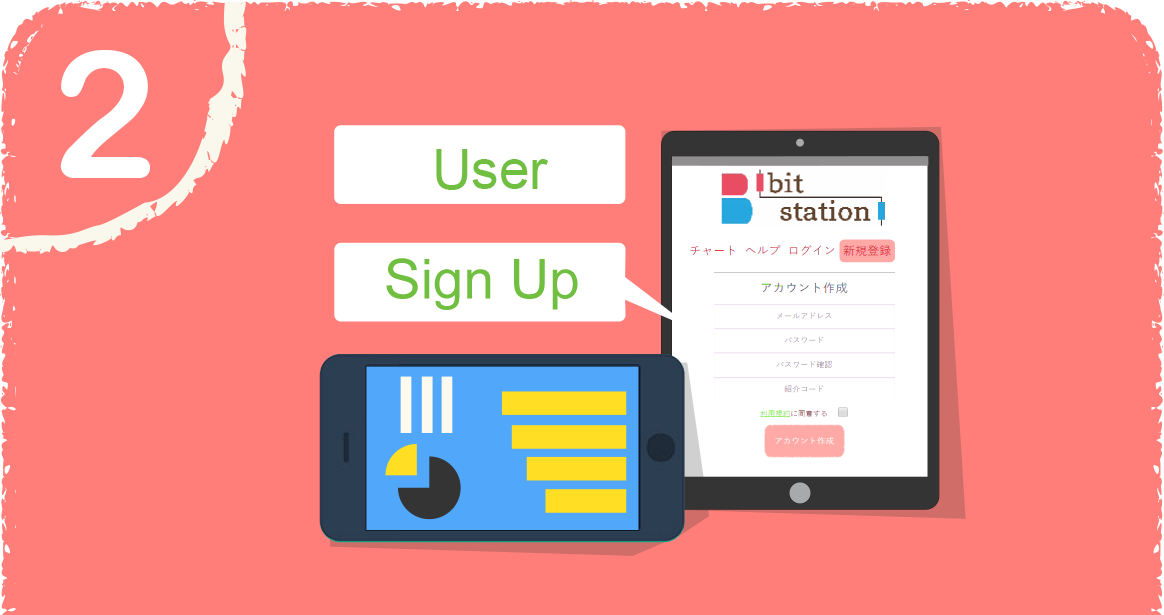 2
User
Sign Up
bit
station
チャート ヘルプ ログイン 新規登録
アカウント作成
メールアドレス
パスワード
パスワード確認
紹介コード
利用規約に同意する
アカウント作成